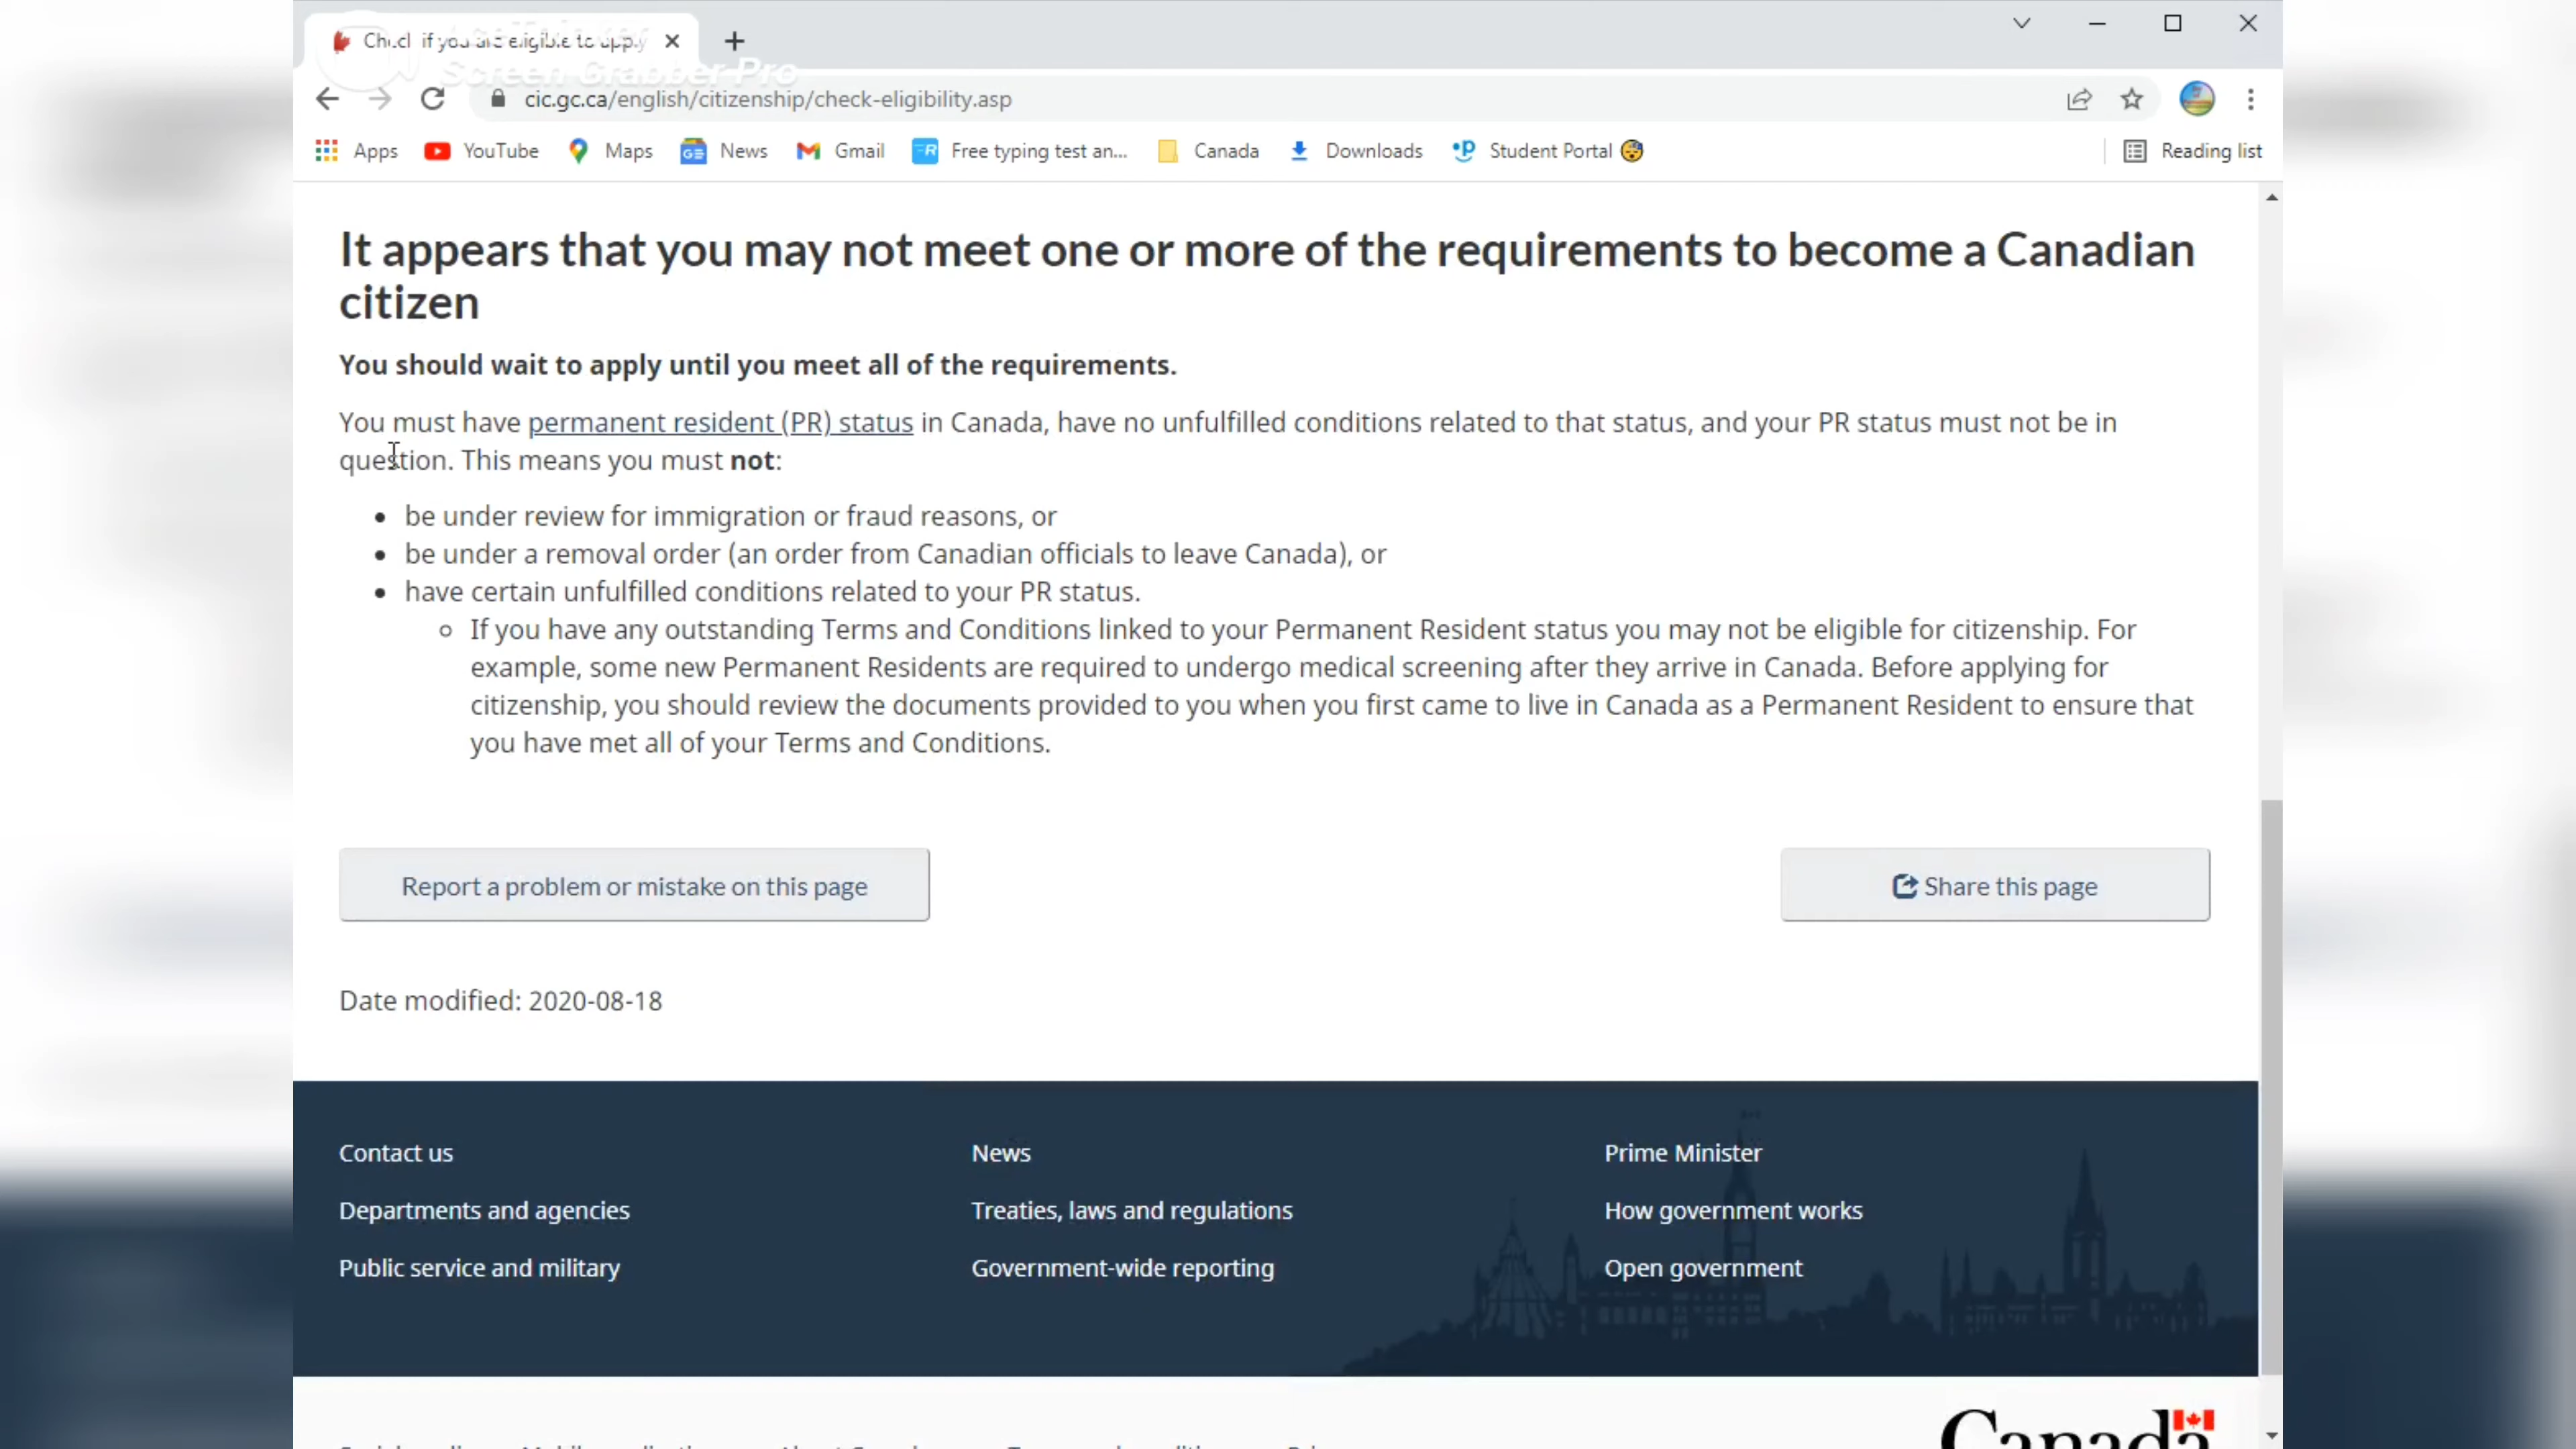 Check if you are eligible to apply
Screen Grabber Pro
cic.gc.ca/english/citizenship/check-eligibility.asp
Apps YouTube Maps News Gmail Free typing test an... Canada Downloads Student Portal Reading list
It appears that you may not meet one or more of the requirements to become a Canadian
citizen
You should wait to apply until you meet all of the requirements.
You must have permanent resident (PR) status in Canada, have no unfulfilled conditions related to that status, and your PR status must not be in
question. This means you must not:
• be under review for immigration or fraud reasons, or
• be under a removal order (an order from Canadian officials to leave Canada), or
• have certain unfulfilled conditions related to your PR status.
○ If you have any outstanding Terms and Conditions linked to your Permanent Resident status you may not be eligible for citizenship. For
example, some new Permanent Residents are required to undergo medical screening after they arrive in Canada. Before applying for
citizenship, you should review the documents provided to you when you first came to live in Canada as a Permanent Resident to ensure that
you have met all of your Terms and Conditions.
Report a problem or mistake on this page Share this page
Date modified: 2020-08-18
Contact us News Prime Minister
Departments and agencies Treaties, laws and regulations How government works
Public service and military Government-wide reporting Open government
Canada